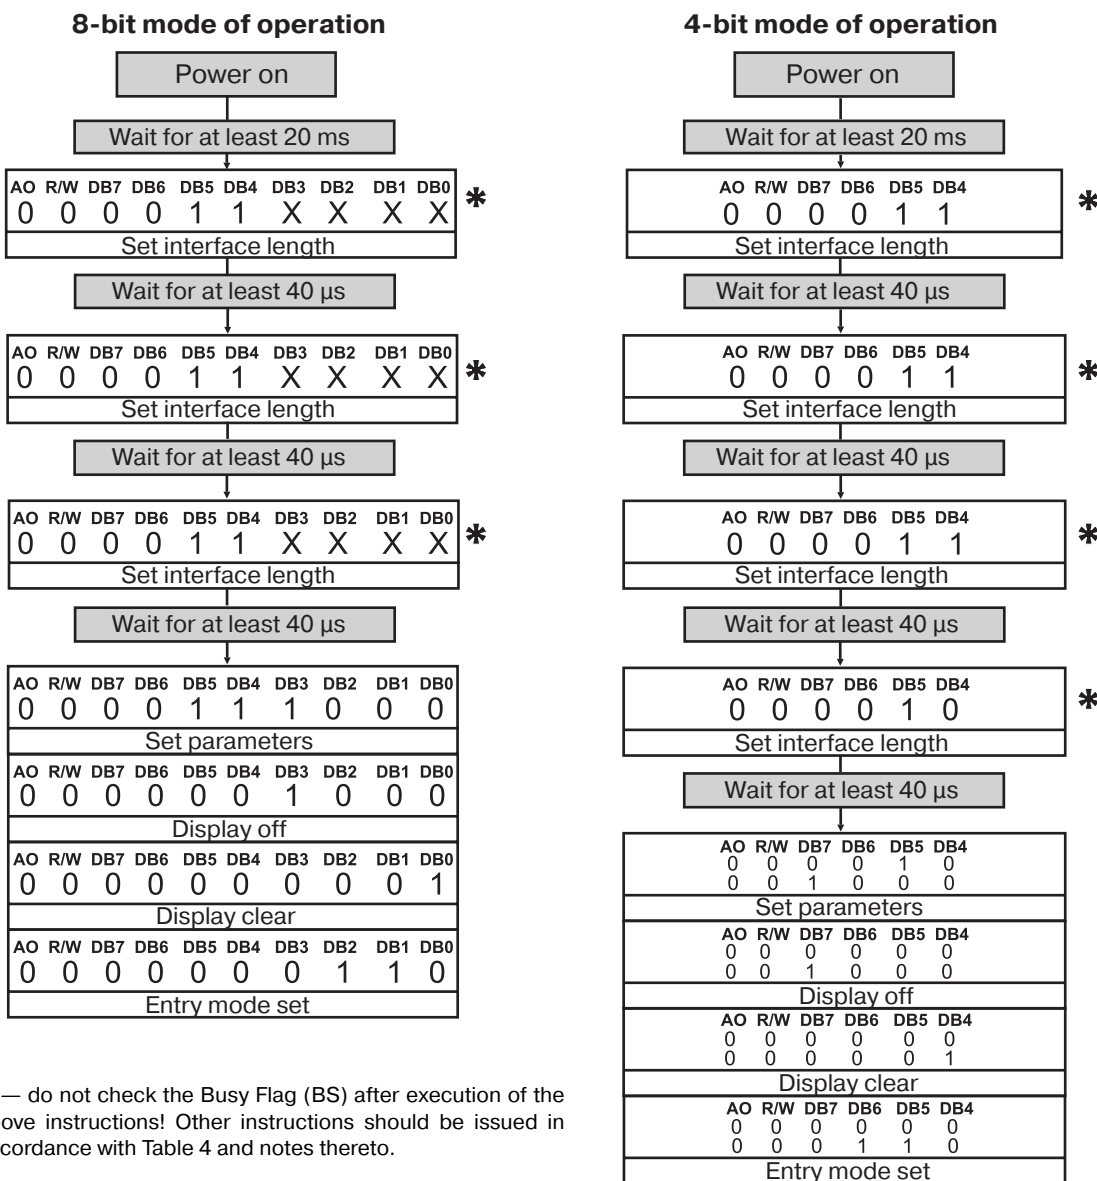 8-bit mode of operation
Power on
Wait for at least 20 ms
AO R/W DB7 DB6 DB5 DB4 DB3 DB2 DB1 DB0
0 0 0 0 1 1 X X X X *
Set interface length
Wait for at least 40 µs
AO R/W DB7 DB6 DB5 DB4 DB3 DB2 DB1 DB0
0 0 0 0 1 1 X X X X *
Set interface length
Wait for at least 40 µs
AO R/W DB7 DB6 DB5 DB4 DB3 DB2 DB1 DB0
0 0 0 0 1 1 X X X X *
Set interface length
Wait for at least 40 µs
AO R/W DB7 DB6 DB5 DB4 DB3 DB2 DB1 DB0
0 0 0 0 1 1 1 0 0 0
Set parameters
AO R/W DB7 DB6 DB5 DB4 DB3 DB2 DB1 DB0
0 0 0 0 0 0 1 0 0 0
Display off
AO R/W DB7 DB6 DB5 DB4 DB3 DB2 DB1 DB0
0 0 0 0 0 0 0 0 0 1
Display clear
AO R/W DB7 DB6 DB5 DB4 DB3 DB2 DB1 DB0
0 0 0 0 0 0 0 1 1 0
Entry mode set
— do not check the Busy Flag (BS) after execution of the
ove instructions! Other instructions should be issued in
cordance with Table 4 and notes thereto.
4-bit mode of operation
Power on
Wait for at least 20 ms
AO R/W DB7 DB6 DB5 DB4
0 0 0 0 1 1 *
Set interface length
Wait for at least 40 µs
AO R/W DB7 DB6 DB5 DB4
0 0 0 0 1 1 *
Set interface length
Wait for at least 40 µs
AO R/W DB7 DB6 DB5 DB4
0 0 0 0 1 1 *
Set interface length
Wait for at least 40 µs
AO R/W DB7 DB6 DB5 DB4
0 0 0 0 1 0 *
Set interface length
Wait for at least 40 µs
AO R/W DB7 DB6 DB5 DB4
0 0 0 0 1 0
0 0 1 0 0 0
Set parameters
AO R/W DB7 DB6 DB5 DB4
0 0 0 0 0 0
0 0 1 0 0 0
Display off
AO R/W DB7 DB6 DB5 DB4
0 0 0 0 0 0
0 0 0 0 0 1
Display clear
AO R/W DB7 DB6 DB5 DB4
0 0 0 0 0 0
0 0 0 1 1 0
Entry mode set